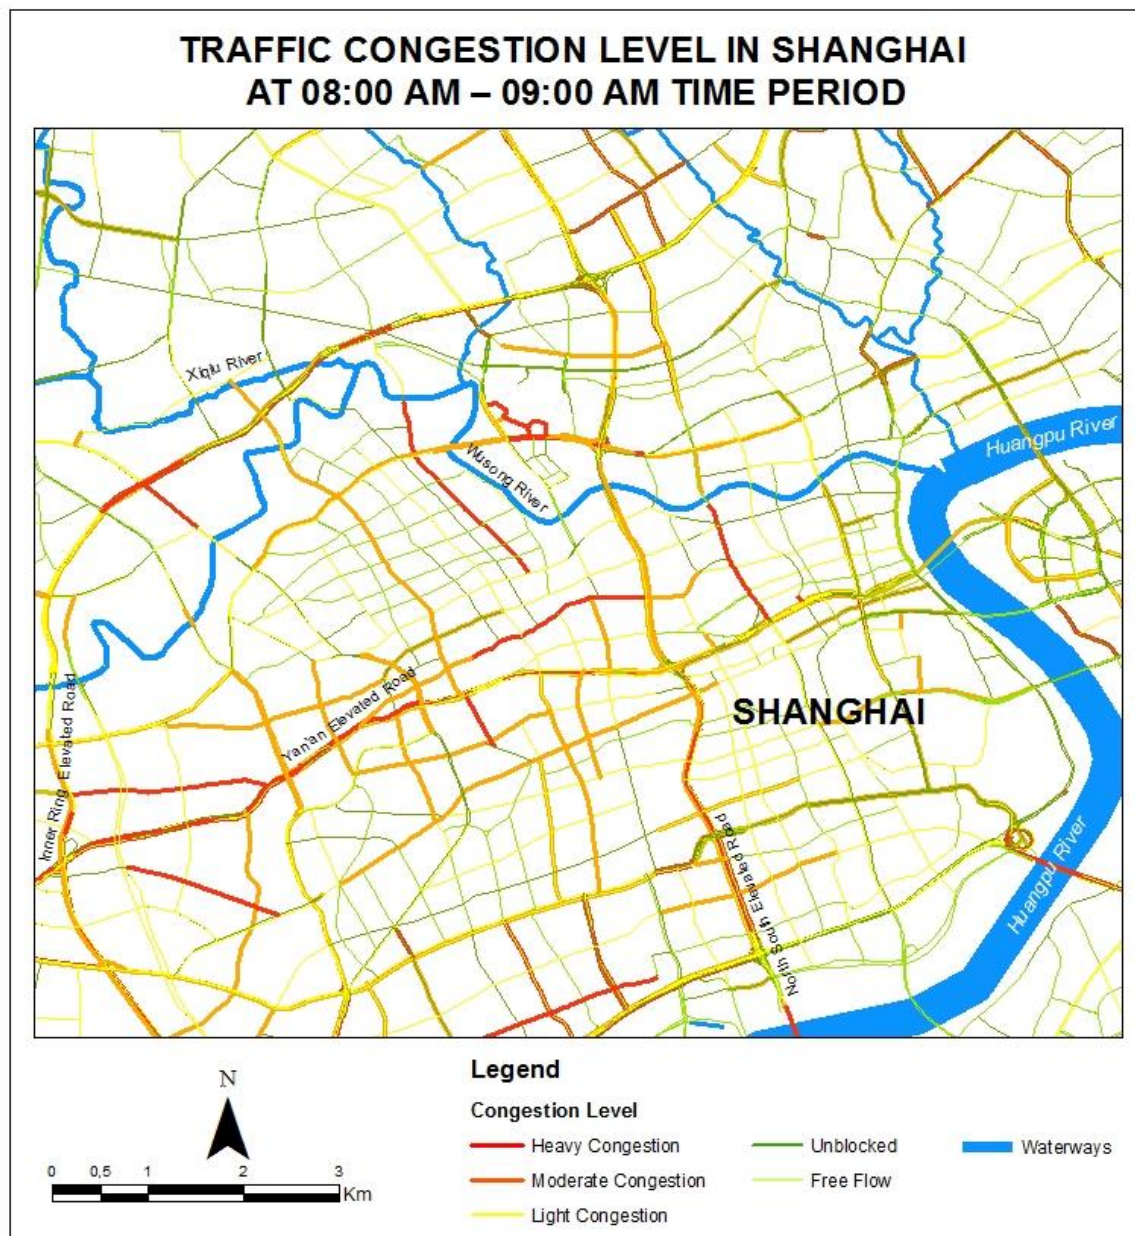 TRAFFIC CONGESTION LEVEL IN SHANGHAI
AT 08:00 AM – 09:00 AM TIME PERIOD
Xiqiu River
Huangpu River
Wusong River
Inner Ring Elevated Road
Yan'an Elevated Road
SHANGHAI
North South Elevated Road
Huangpu River
N
0 0,5 1 2 3
Km
Legend
Congestion Level
Heavy Congestion
Moderate Congestion
Light Congestion
Unblocked
Free Flow
Waterways